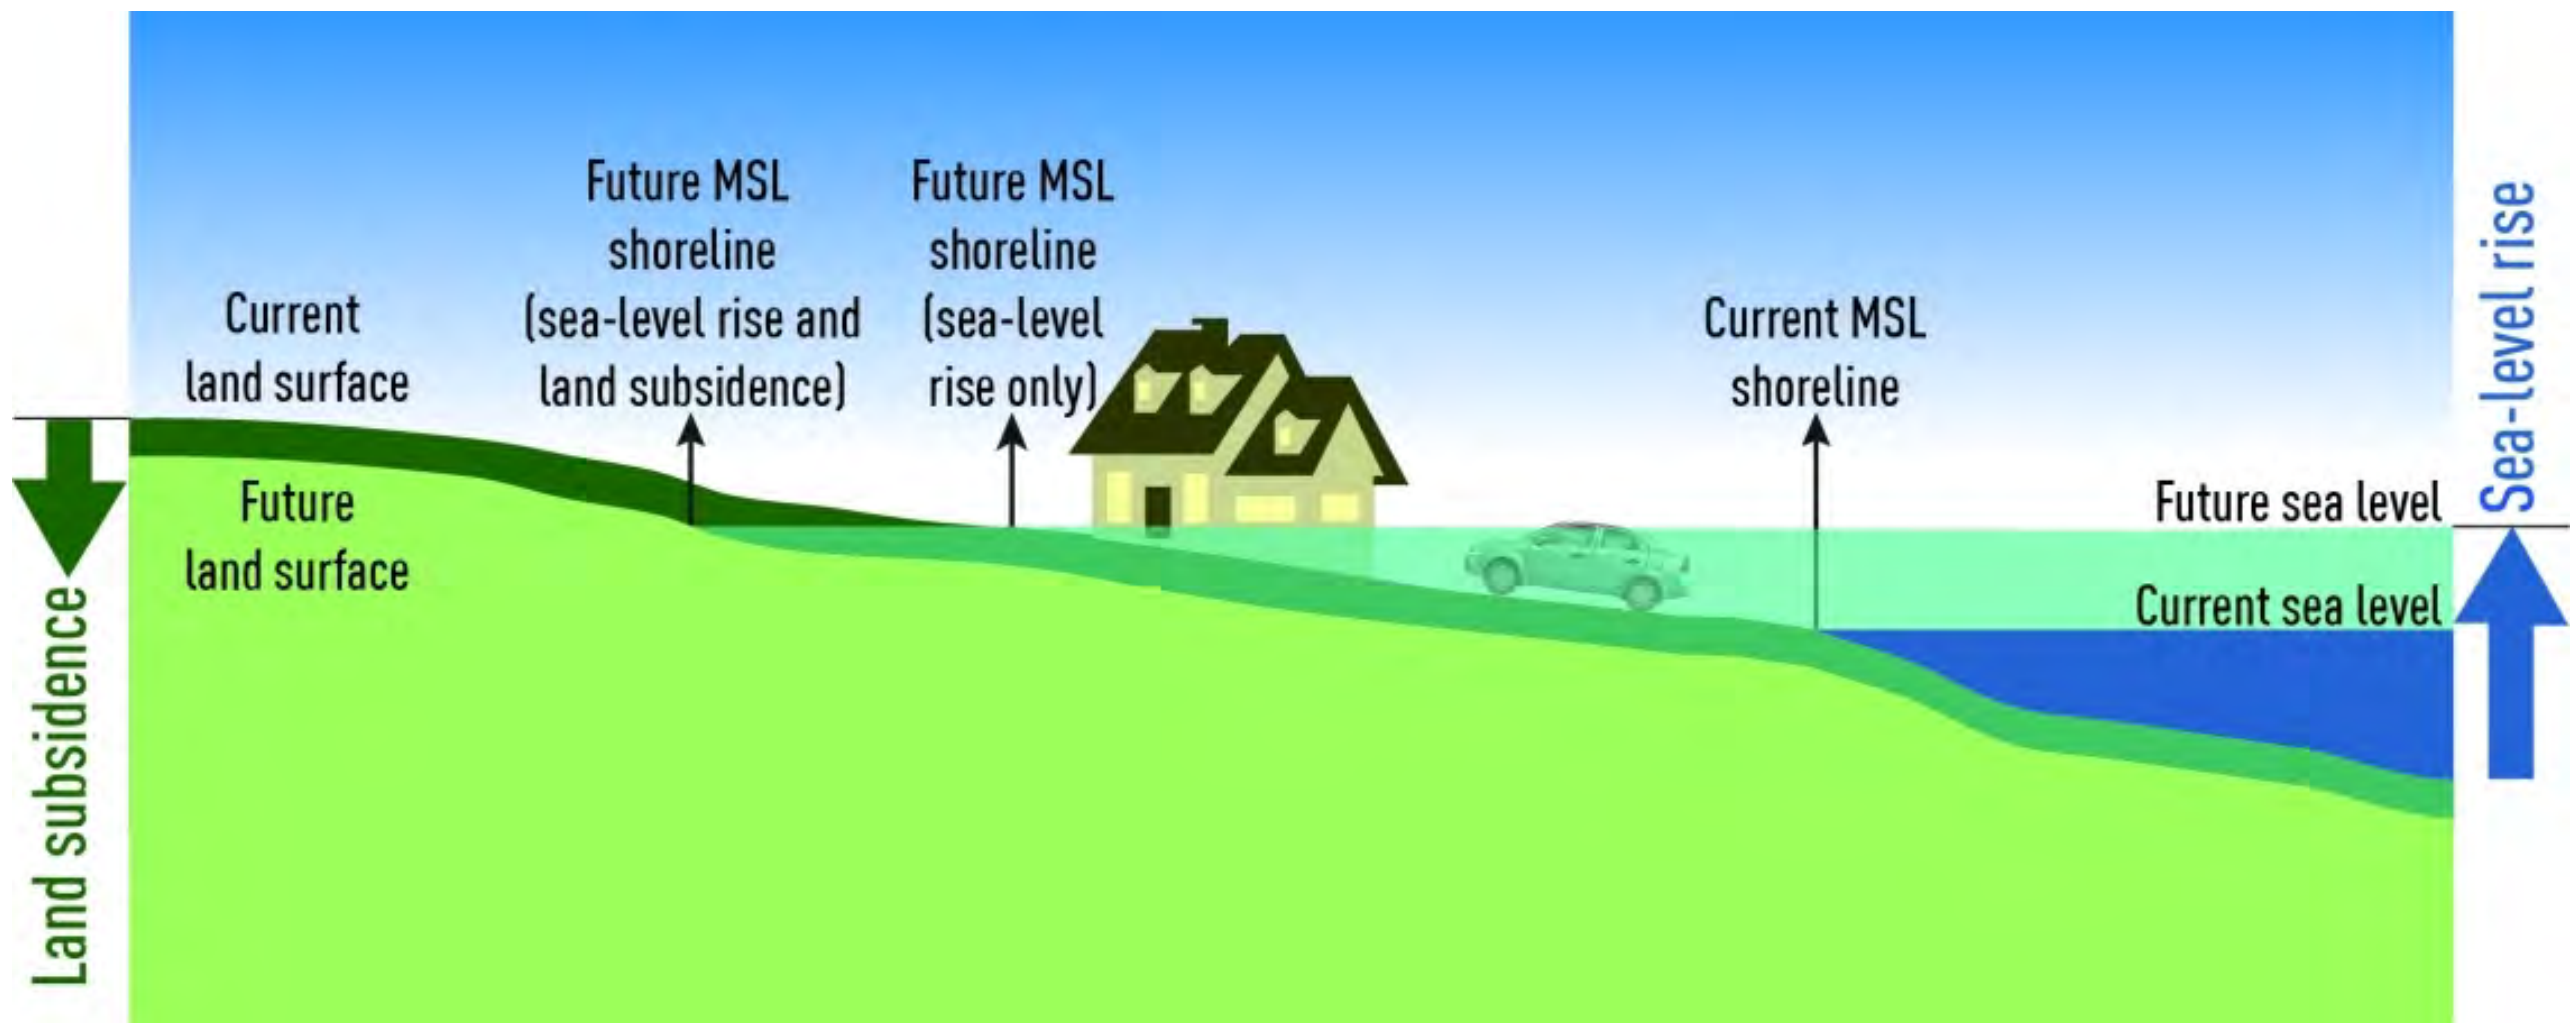 Current
land surface
Future
land surface
Land subsidence
Future MSL
shoreline
(sea-level rise and
land subsidence)
Future MSL
shoreline
(sea-level
rise only)
Current MSL
shoreline
Future sea level
Current sea level
Sea-level rise